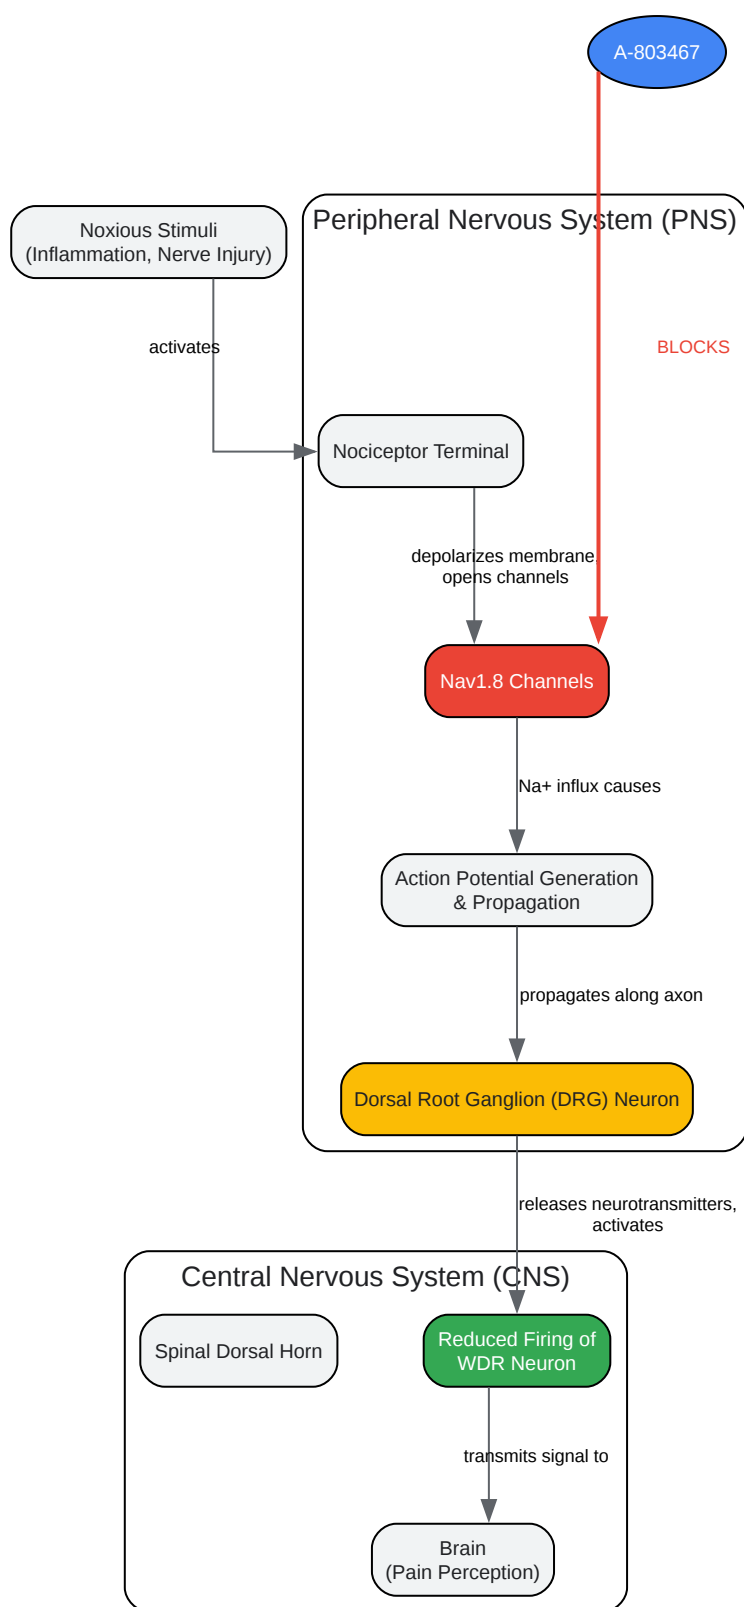 A-803467
Noxious Stimuli
(Inflammation, Nerve Injury)
Peripheral Nervous System (PNS)
activates
BLOCKS
Nociceptor Terminal
depolarizes membrane,
opens channels
Nav1.8 Channels
Na+ influx causes
Action Potential Generation
& Propagation
propagates along axon
Dorsal Root Ganglion (DRG) Neuron
releases neurotransmitters,
activates
Central Nervous System (CNS)
Spinal Dorsal Horn
Reduced Firing of
WDR Neuron
transmits signal to
Brain
(Pain Perception)